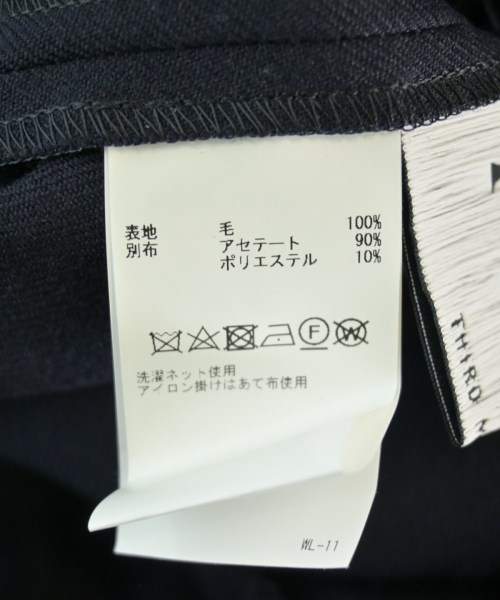 表地 毛 100%
別布 アセテート 90%
ポリエステル 10%
F W
洗濯ネット使用
アイロン掛けはあて布使用
WL-11
THIRD